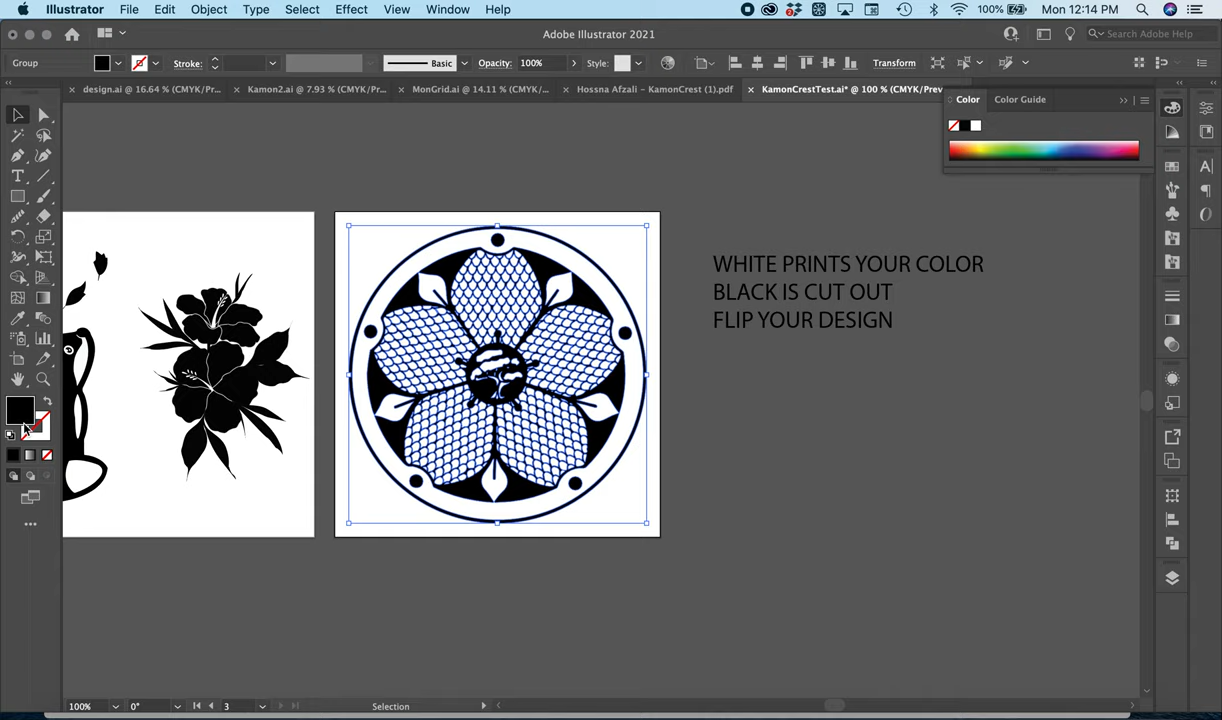 Illustrator File Edit Object Type Select Effect View Window Help 2 100% Mon 12:14 PM
Adobe Illustrator 2021 Search Adobe Help
Group Stroke: Basic Opacity: 100% Style: Transform
design.ai @ 16.64 % (CMYK/Pre... Kamon2.ai @ 7.93 % (CMYK/Pre... MonGrid.ai @ 14.11 % (CMYK/... Hossna Afzali – KamonCrest (1).pdf KamonCrestTest.ai* @ 100 % (CMYK/Prev
Color Color Guide
WHITE PRINTS YOUR COLOR
BLACK IS CUT OUT
FLIP YOUR DESIGN
100% 0° 3 Selection